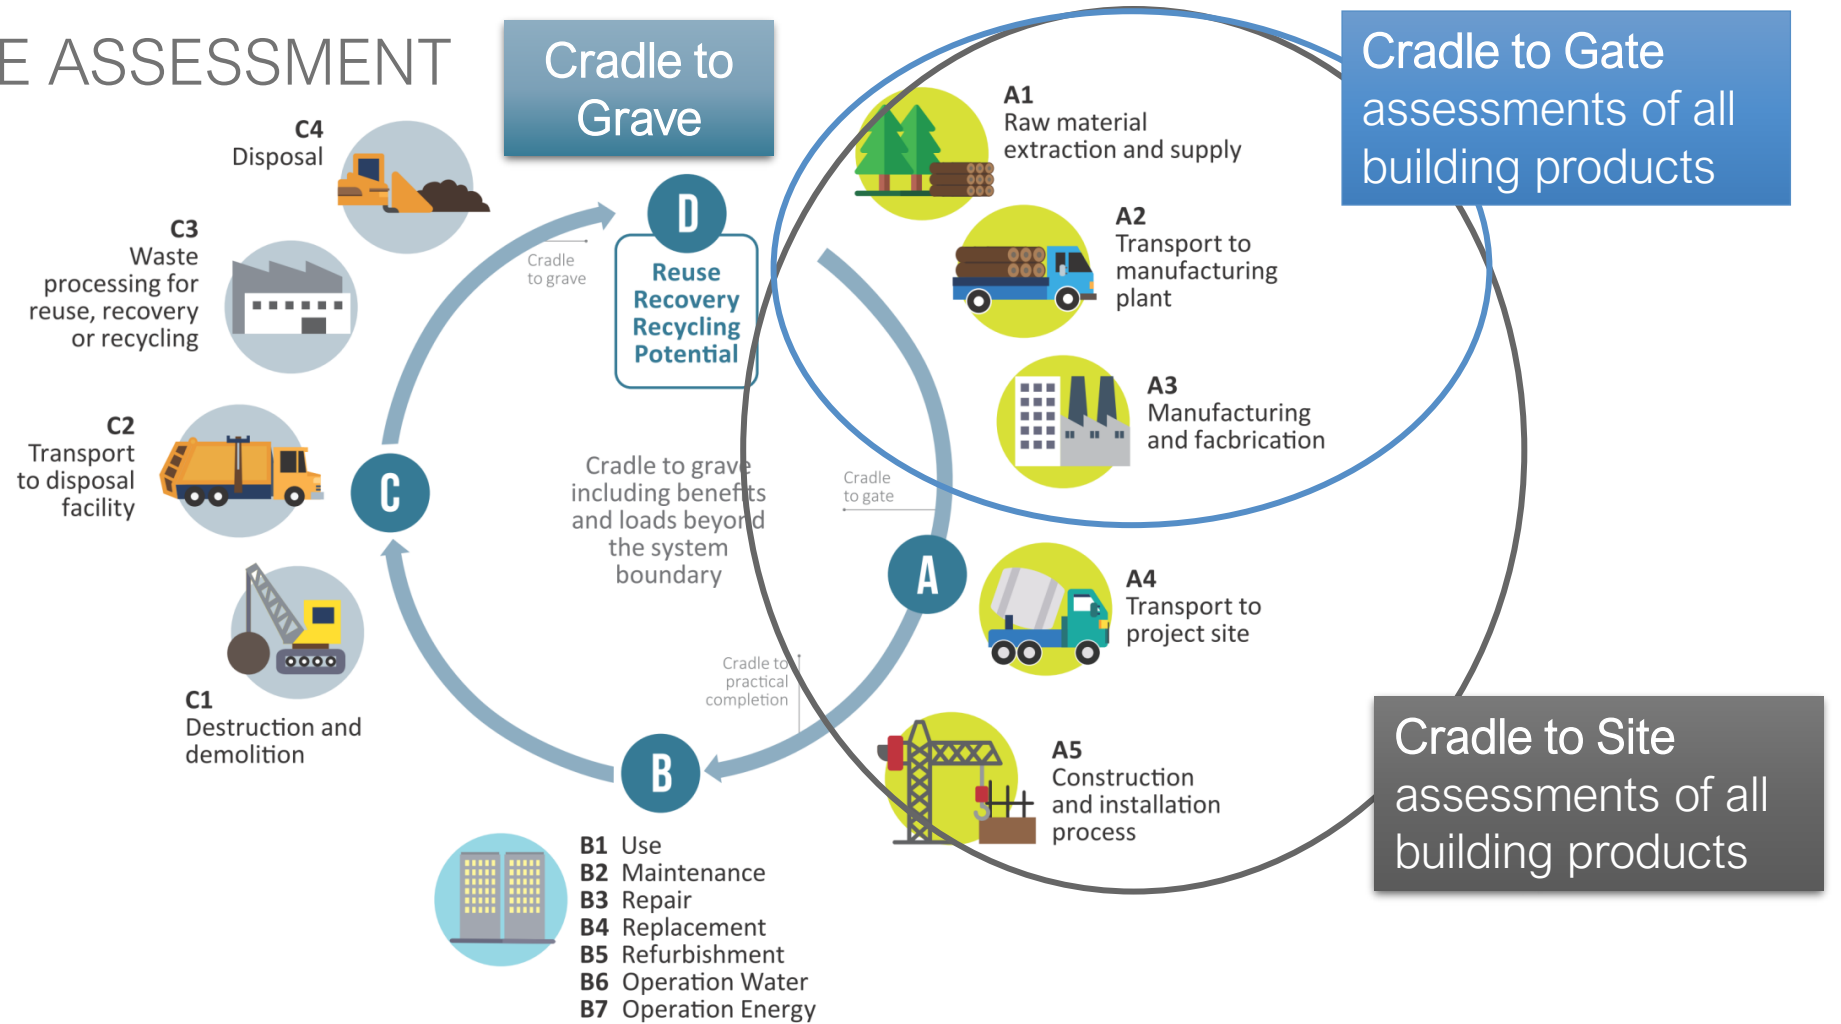 E ASSESSMENT
Cradle to
Grave
Cradle to Gate
assessments of all
building products
A1
Raw material
extraction and supply
A2
Transport to
manufacturing
plant
A3
Manufacturing
and facbrication
A4
Transport to
project site
A5
Construction
and installation
process
Cradle to Site
assessments of all
building products
C4
Disposal
C3
Waste
processing for
reuse, recovery
or recycling
C2
Transport
to disposal
facility
C1
Destruction and
demolition
D
Reuse
Recovery
Recycling
Potential
Cradle
to grave
Cradle to grave
including benefits
and loads beyond
the system
boundary
Cradle
to gate
C
A
Cradle to
practical
completion
B
B1 Use
B2 Maintenance
B3 Repair
B4 Replacement
B5 Refurbishment
B6 Operation Water
B7 Operation Energy